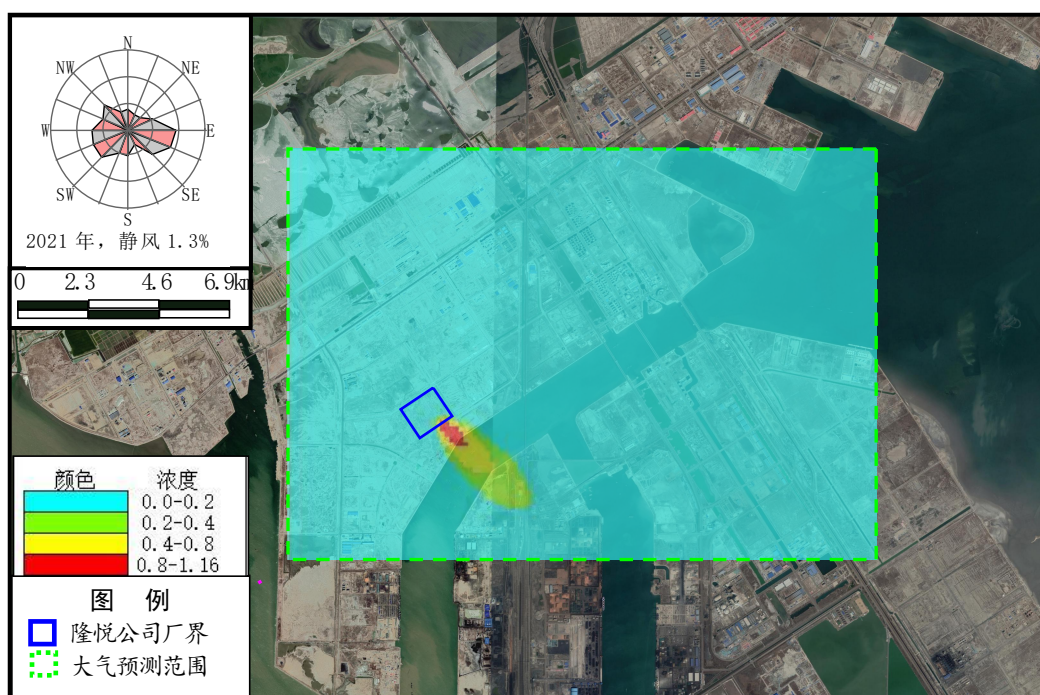 N
NW
NE
W
E
SW
SE
S
2021 年，静风 1.3%
0 2.3 4.6 6.9km
颜色 浓度
0.0-0.2
0.2-0.4
0.4-0.8
0.8-1.16
图 例
隆悦公司厂界
大气预测范围